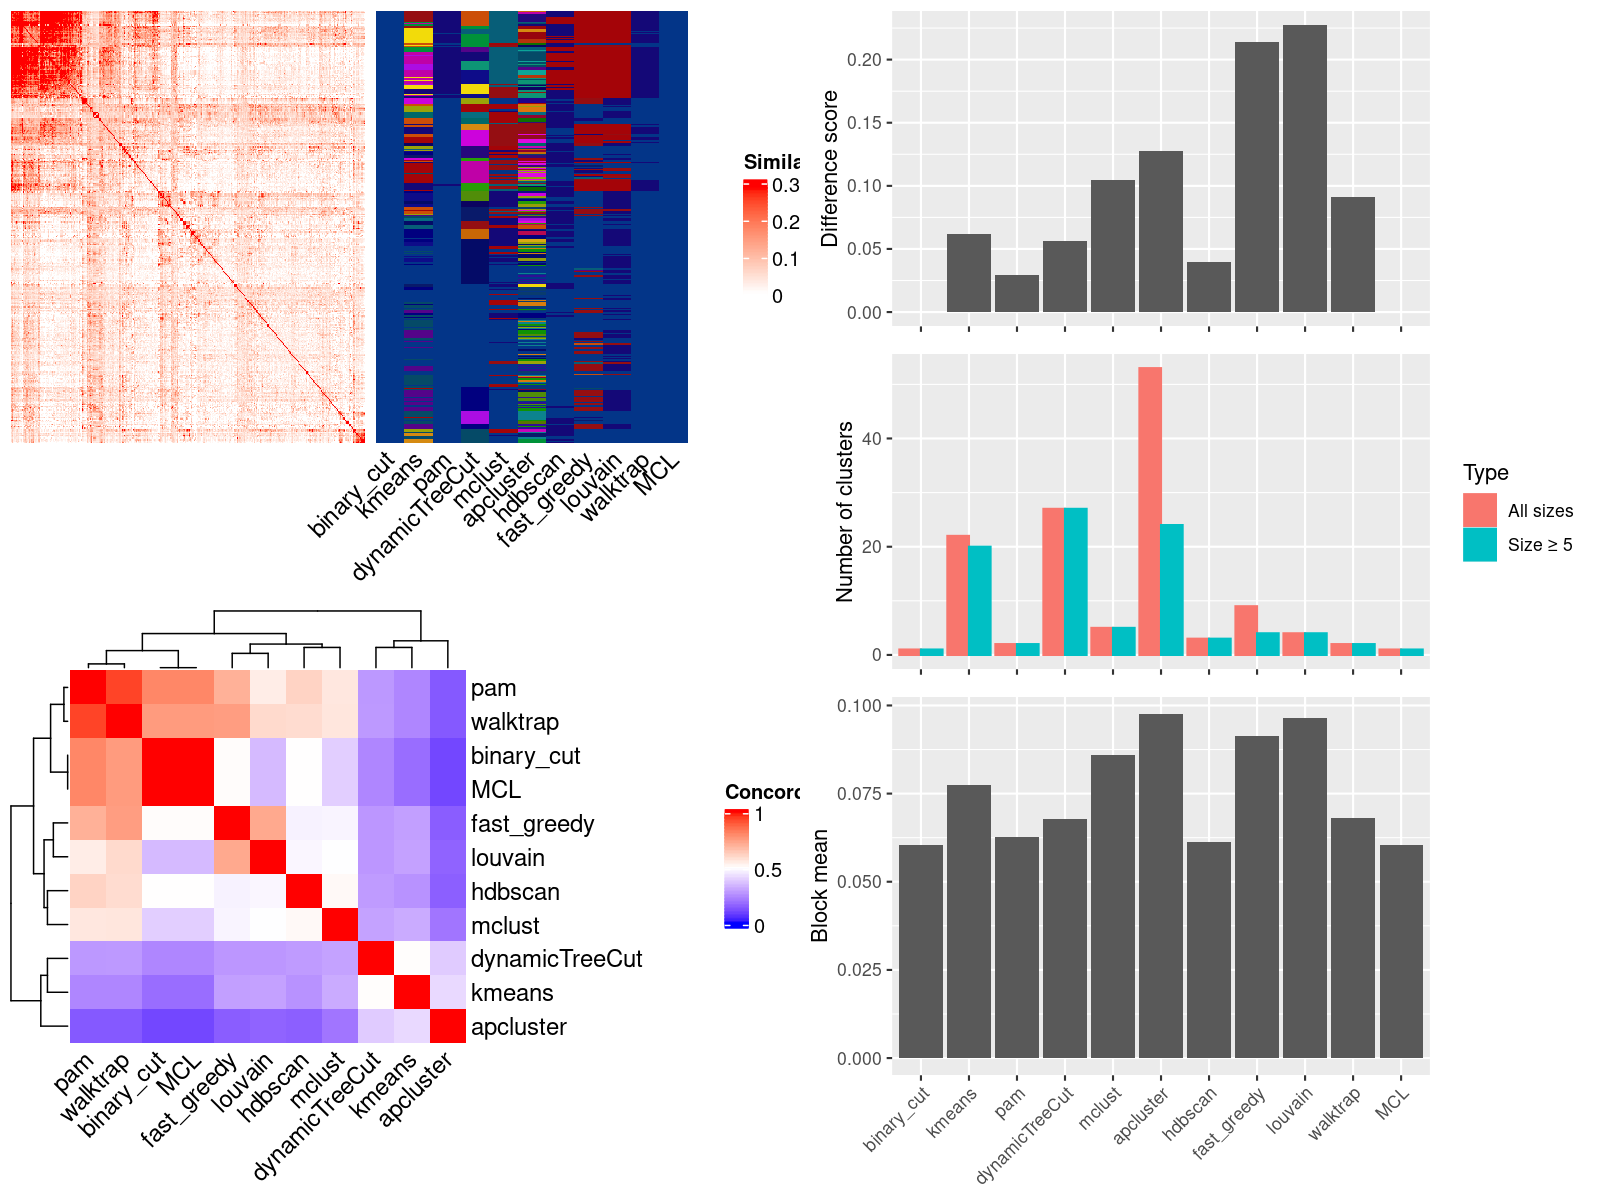 Simila
0.3
0.2
0.1
0
binary_cut
kmeans
pam
dynamicTreeCut
mclust
apcluster
hdbscan
fast_greedy
louvain
walktrap
MCL
pam
walktrap
binary_cut
MCL
fast_greedy
louvain
hdbscan
mclust
dynamicTreeCut
kmeans
apcluster
pam
walktrap
binary_cut
MCL
fast_greedy
louvain
hdbscan
mclust
dynamicTreeCut
kmeans
apcluster
Concord
1
0.5
0
Difference score
0.20
0.15
0.10
0.05
0.00
Number of clusters
40
20
0
Type
All sizes
Size ≥ 5
Block mean
0.100
0.075
0.050
0.025
0.000
binary_cut
kmeans
pam
dynamicTreeCut
mclust
apcluster
hdbscan
fast_greedy
louvain
walktrap
MCL